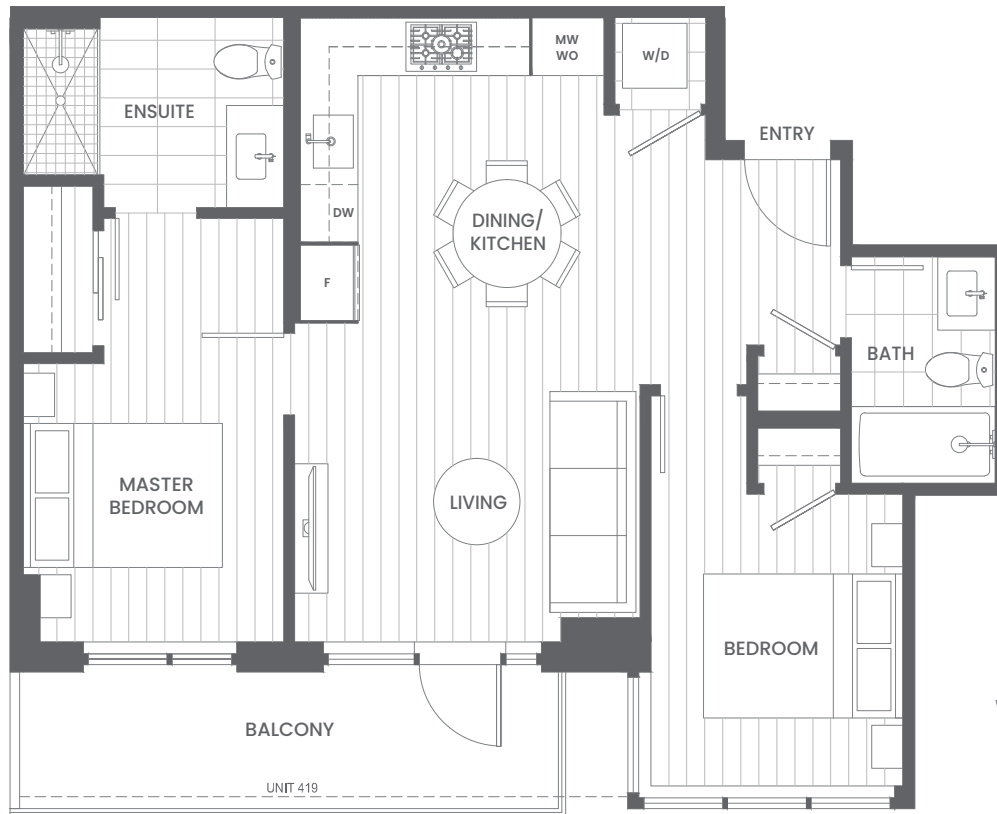 MW
WO
W/D
ENSUITE
ENTRY
DW
DINING/
KITCHEN
F
BATH
MASTER
BEDROOM
LIVING
BEDROOM
BALCONY
UNIT 419